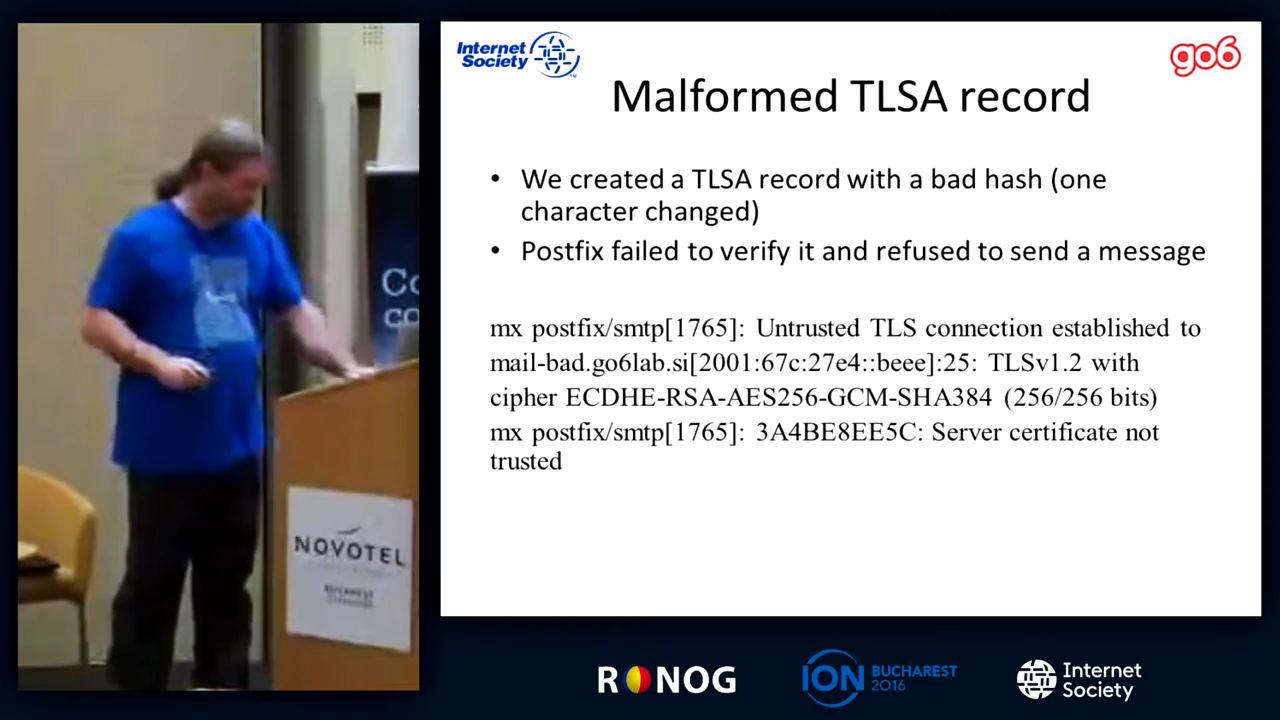 Internet
Society
go6
Malformed TLSA record
• We created a TLSA record with a bad hash (one
character changed)
• Postfix failed to verify it and refused to send a message
mx postfix/smtp[1765]: Untrusted TLS connection established to
mail-bad.go6lab.si[2001:67c:27e4::beee]:25: TLSv1.2 with
cipher ECDHE-RSA-AES256-GCM-SHA384 (256/256 bits)
mx postfix/smtp[1765]: 3A4BE8EE5C: Server certificate not
trusted
Co
co
NOVOTEL
BUCHAREST
RONOG
ION BUCHAREST
2016
Internet
Society